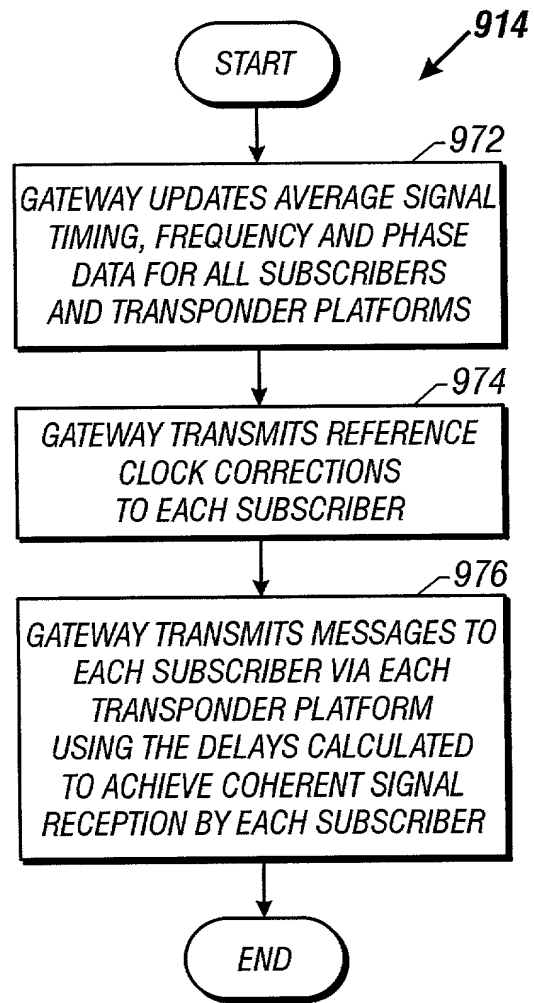 914
START
972
GATEWAY UPDATES AVERAGE SIGNAL
TIMING, FREQUENCY AND PHASE
DATA FOR ALL SUBSCRIBERS
AND TRANSPONDER PLATFORMS
974
GATEWAY TRANSMITS REFERENCE
CLOCK CORRECTIONS
TO EACH SUBSCRIBER
976
GATEWAY TRANSMITS MESSAGES TO
EACH SUBSCRIBER VIA EACH
TRANSPONDER PLATFORM
USING THE DELAYS CALCULATED
TO ACHIEVE COHERENT SIGNAL
RECEPTION BY EACH SUBSCRIBER
END